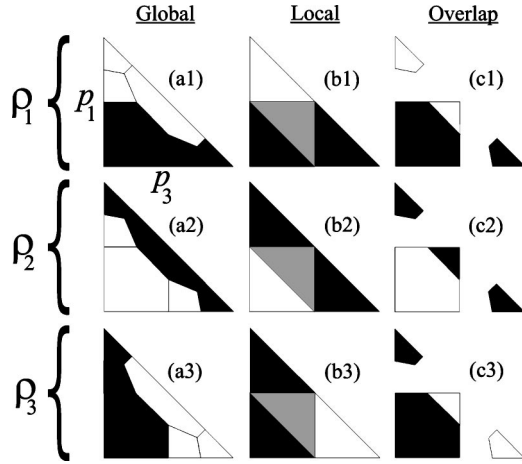 Global Local Overlap
ρ1 p1 (a1) (b1) (c1)
p3
ρ2 (a2) (b2) (c2)
ρ3 (a3) (b3) (c3)